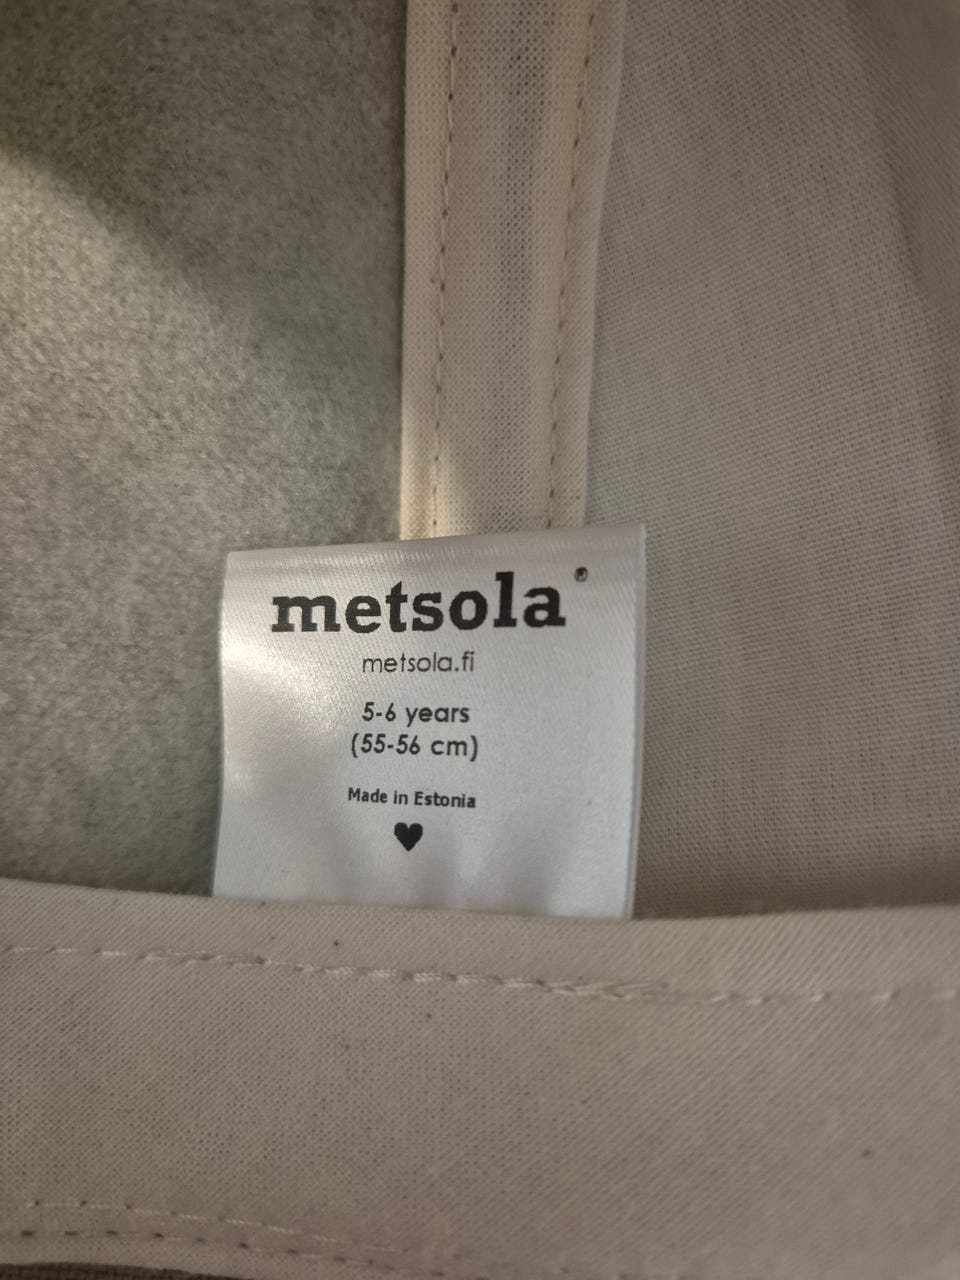 metsola®
metsola.fi
5-6 years
(55-56 cm)
Made in Estonia